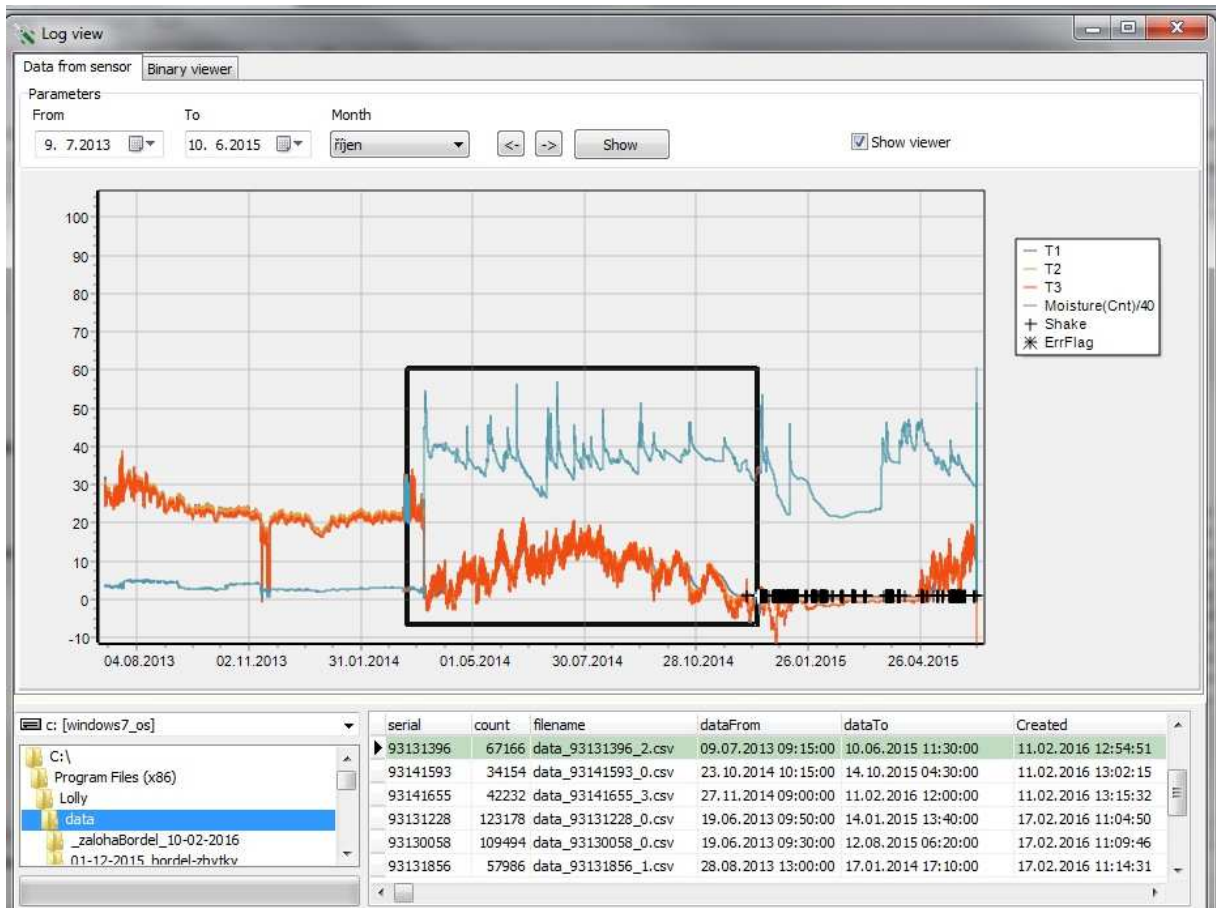 Log view
Data from sensor Binary viewer
Parameters
From To Month
9. 7.2013 10. 6.2015 říjen <- -> Show Show viewer
100
90
80
70
60
50
40
30
20
10
0
-10
04.08.2013 02.11.2013 31.01.2014 01.05.2014 30.07.2014 28.10.2014 26.01.2015 26.04.2015
T1
T2
T3
Moisture(Cnt)/40
Shake
ErrFlag
c: [windows7_os]
C:\
Program Files (x86)
Lolly
data
_zalohaBordel_10-02-2016
01-12-2015_bordel-zbytky
serial count filename dataFrom dataTo Created
93131396 67166 data_93131396_2.csv 09.07.2013 09:15:00 10.06.2015 11:30:00 11.02.2016 12:54:51
93141593 34154 data_93141593_0.csv 23.10.2014 10:15:00 14.10.2015 04:30:00 11.02.2016 13:02:15
93141655 42232 data_93141655_3.csv 27.11.2014 09:00:00 11.02.2016 12:00:00 11.02.2016 13:15:32
93131228 123178 data_93131228_0.csv 19.06.2013 09:50:00 14.01.2015 13:40:00 17.02.2016 11:04:50
93130058 109494 data_93130058_0.csv 19.06.2013 09:30:00 12.08.2015 06:20:00 17.02.2016 11:09:46
93131856 57986 data_93131856_1.csv 28.08.2013 13:00:00 17.01.2014 17:10:00 17.02.2016 11:14:31